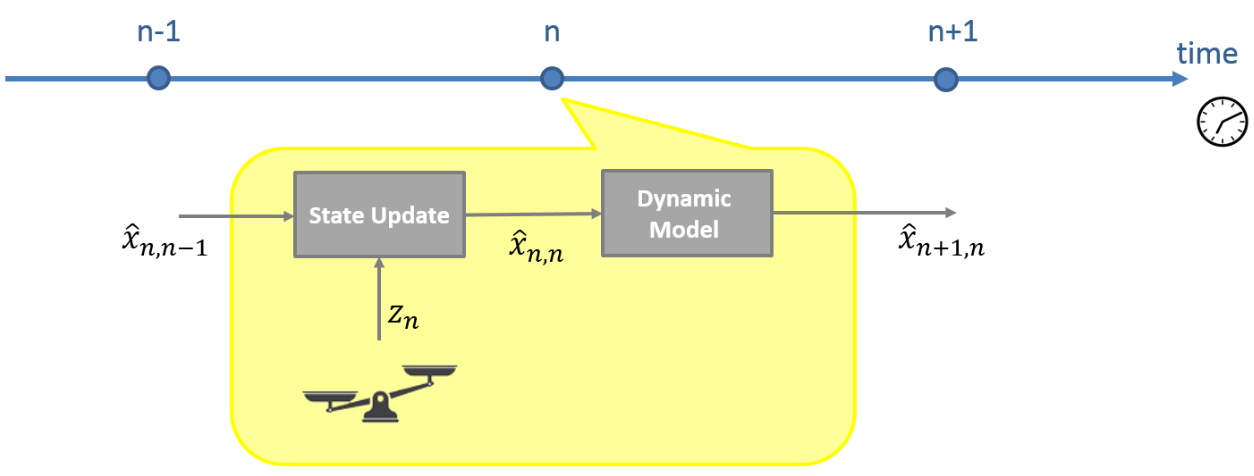 n-1
n
n+1
time
State Update
Dynamic
Model
x̂n,n−1
x̂n,n
x̂n+1,n
zn